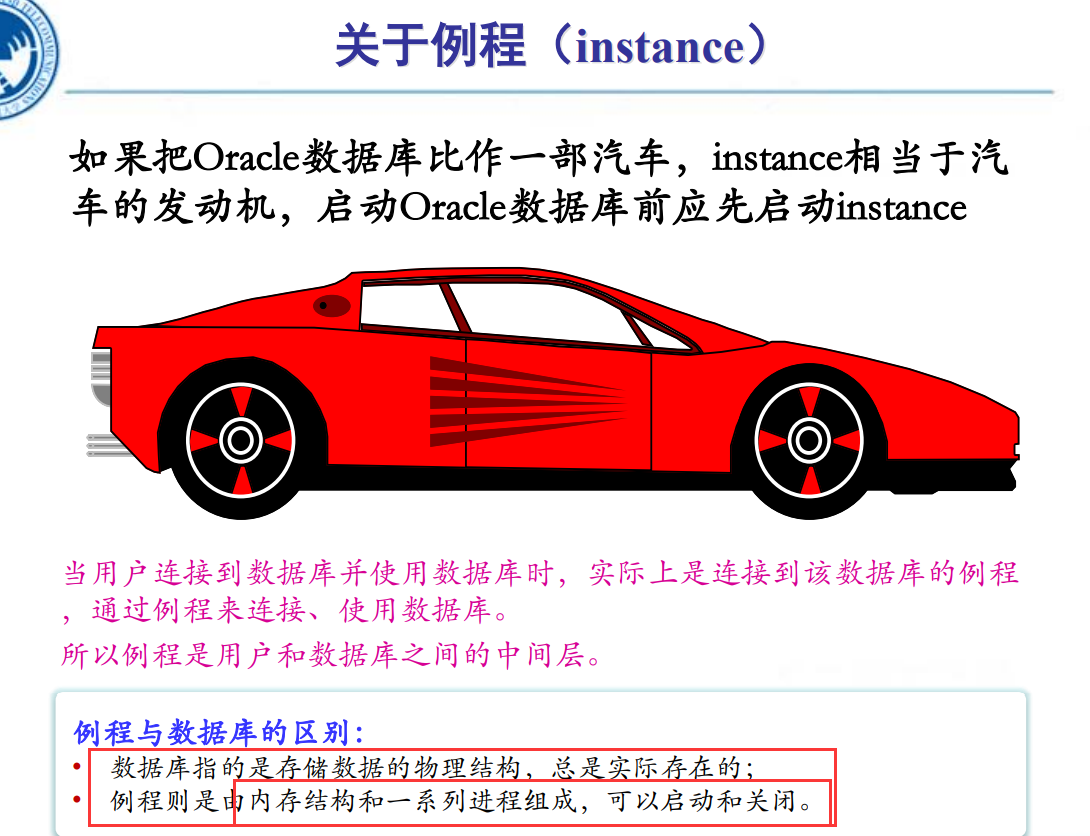 关于例程（instance）
如果把Oracle数据库比作一部汽车，instance相当于汽
车的发动机，启动Oracle数据库前应先启动instance
当用户连接到数据库并使用数据库时，实际上是连接到该数据库的例程
，通过例程来连接、使用数据库。
所以例程是用户和数据库之间的中间层。
例程与数据库的区别：
• 数据库指的是存储数据的物理结构，总是实际存在的；
• 例程则是由内存结构和一系列进程组成，可以启动和关闭。